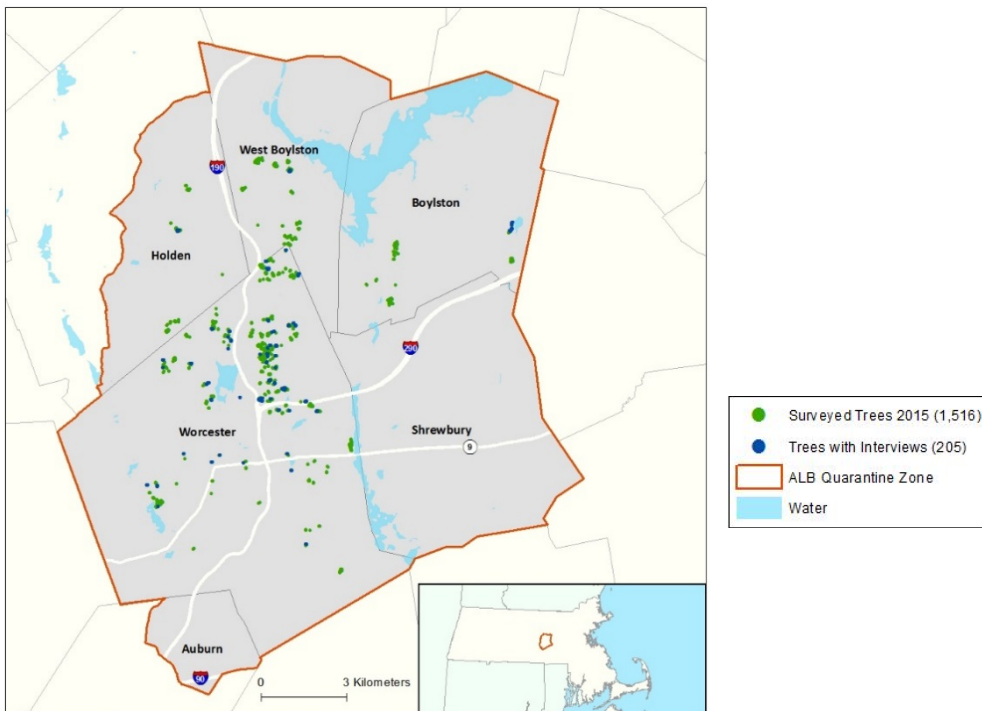 West Boylston
190
Boylston
Holden
290
Worcester
Shrewbury
9
Auburn
90
0 3 Kilometers
Surveyed Trees 2015 (1,516)
Trees with Interviews (205)
ALB Quarantine Zone
Water